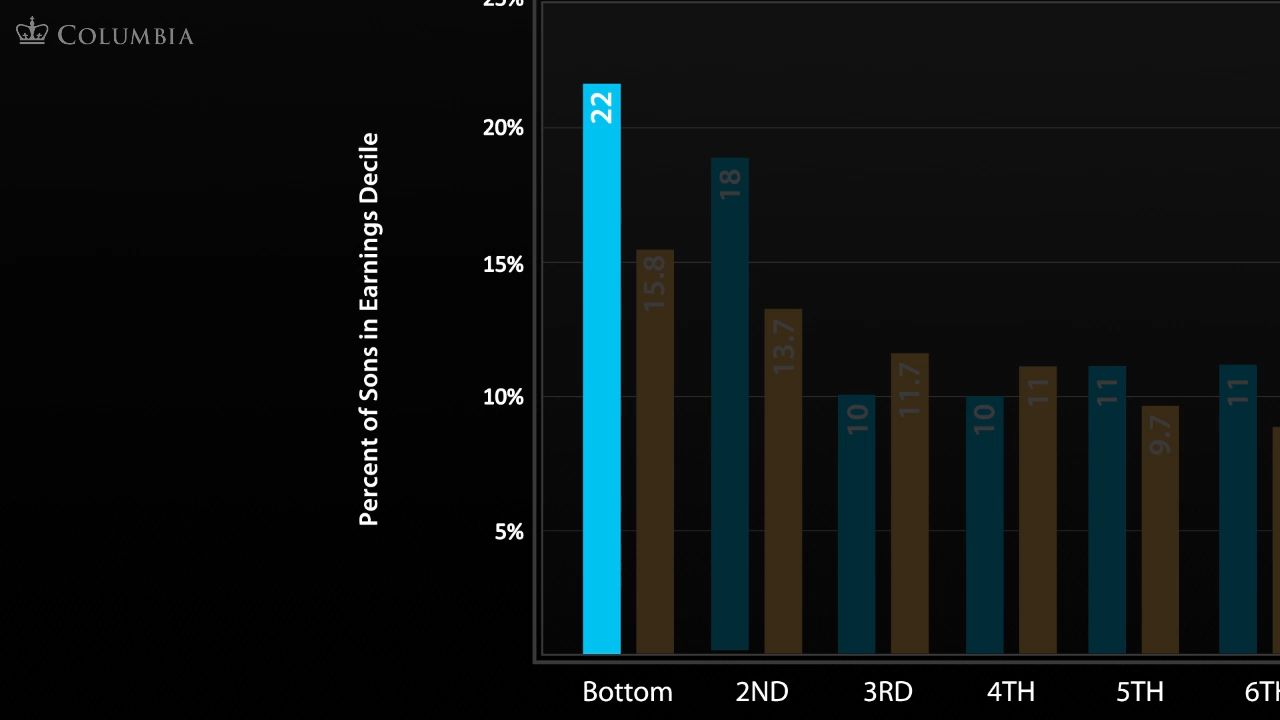 COLUMBIA
25%
20%
15%
10%
5%
Percent of Sons in Earnings Decile
22
15.8
18
13.7
10
11.7
10
11
11
9.7
11
Bottom
2ND
3RD
4TH
5TH